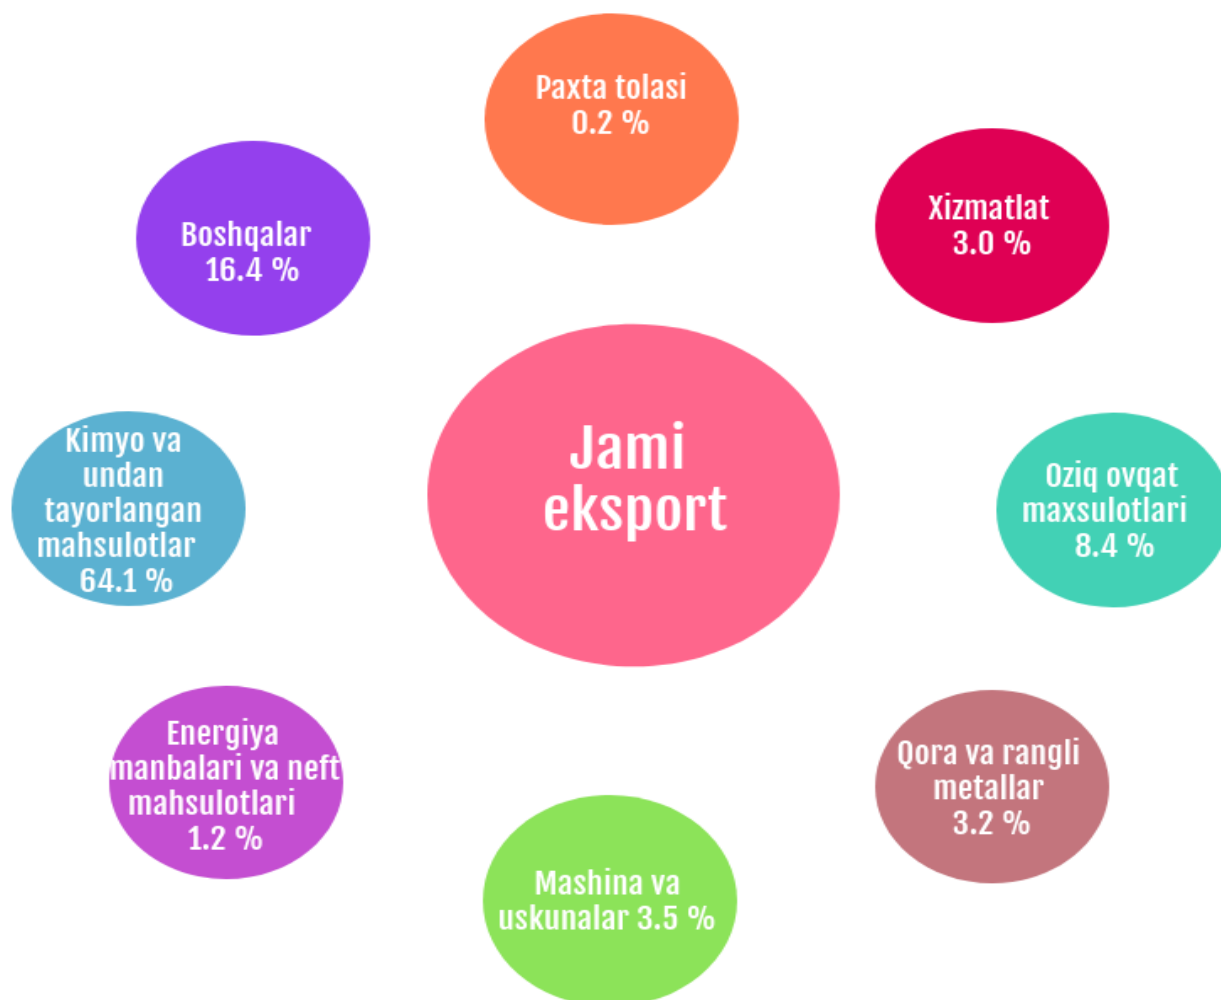 Paxta tolasi
0.2 %
Xizmatlat
3.0 %
Boshqalar
16.4 %
Jami
eksport
Kimyo va
undan
tayorlangan
mahsulotlar
64.1 %
Oziq ovqat
maxsulotlari
8.4 %
Energiya
manbalari va neft
mahsulotlari
1.2 %
Qora va rangli
metallar
3.2 %
Mashina va
uskunalar 3.5 %